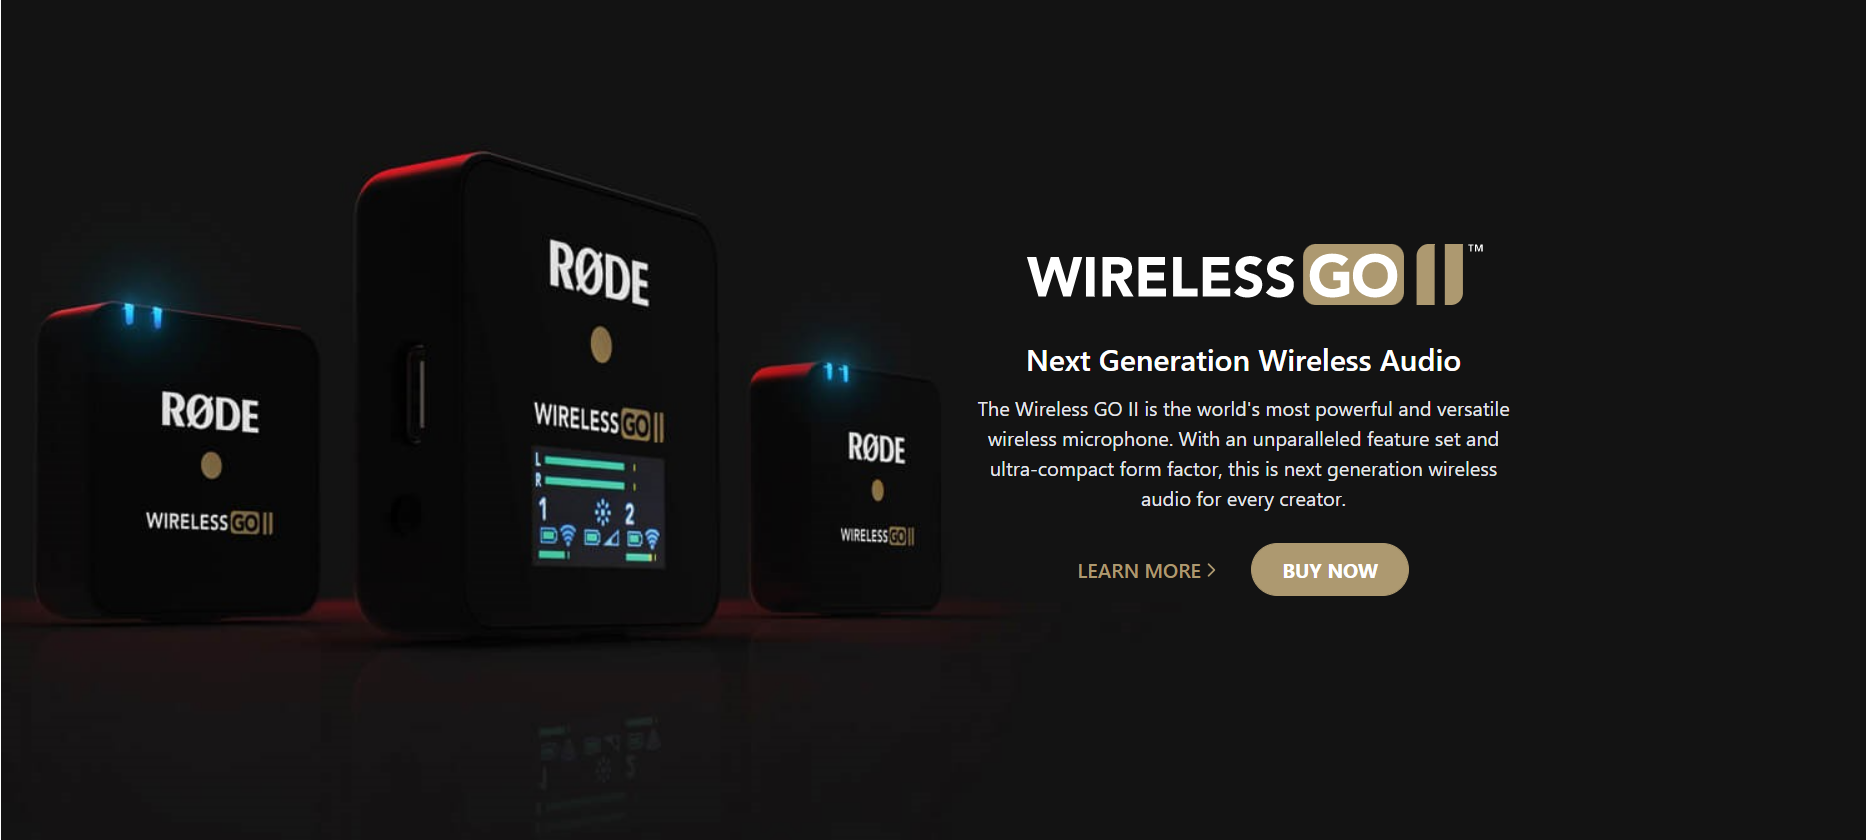 RØDE
WIRELESS GO II
RØDE
WIRELESS GO II
L
R
1 2
RØDE
WIRELESS GO II
WIRELESS GO II™
Next Generation Wireless Audio
The Wireless GO II is the world's most powerful and versatile
wireless microphone. With an unparalleled feature set and
ultra-compact form factor, this is next generation wireless
audio for every creator.
LEARN MORE >
BUY NOW